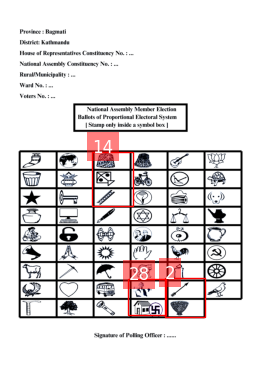 Province : Bagmati
District: Kathmandu
House of Representatives Constituency No. : ...
National Assembly Constituency No. : ...
Rural/Municipality : ...
Ward No. : ...
Voters No. : ...
National Assembly Member Election
Ballots of Proportional Electoral System
[ Stamp only inside a symbol box ]
14
28
2
Signature of Polling Officer : ......